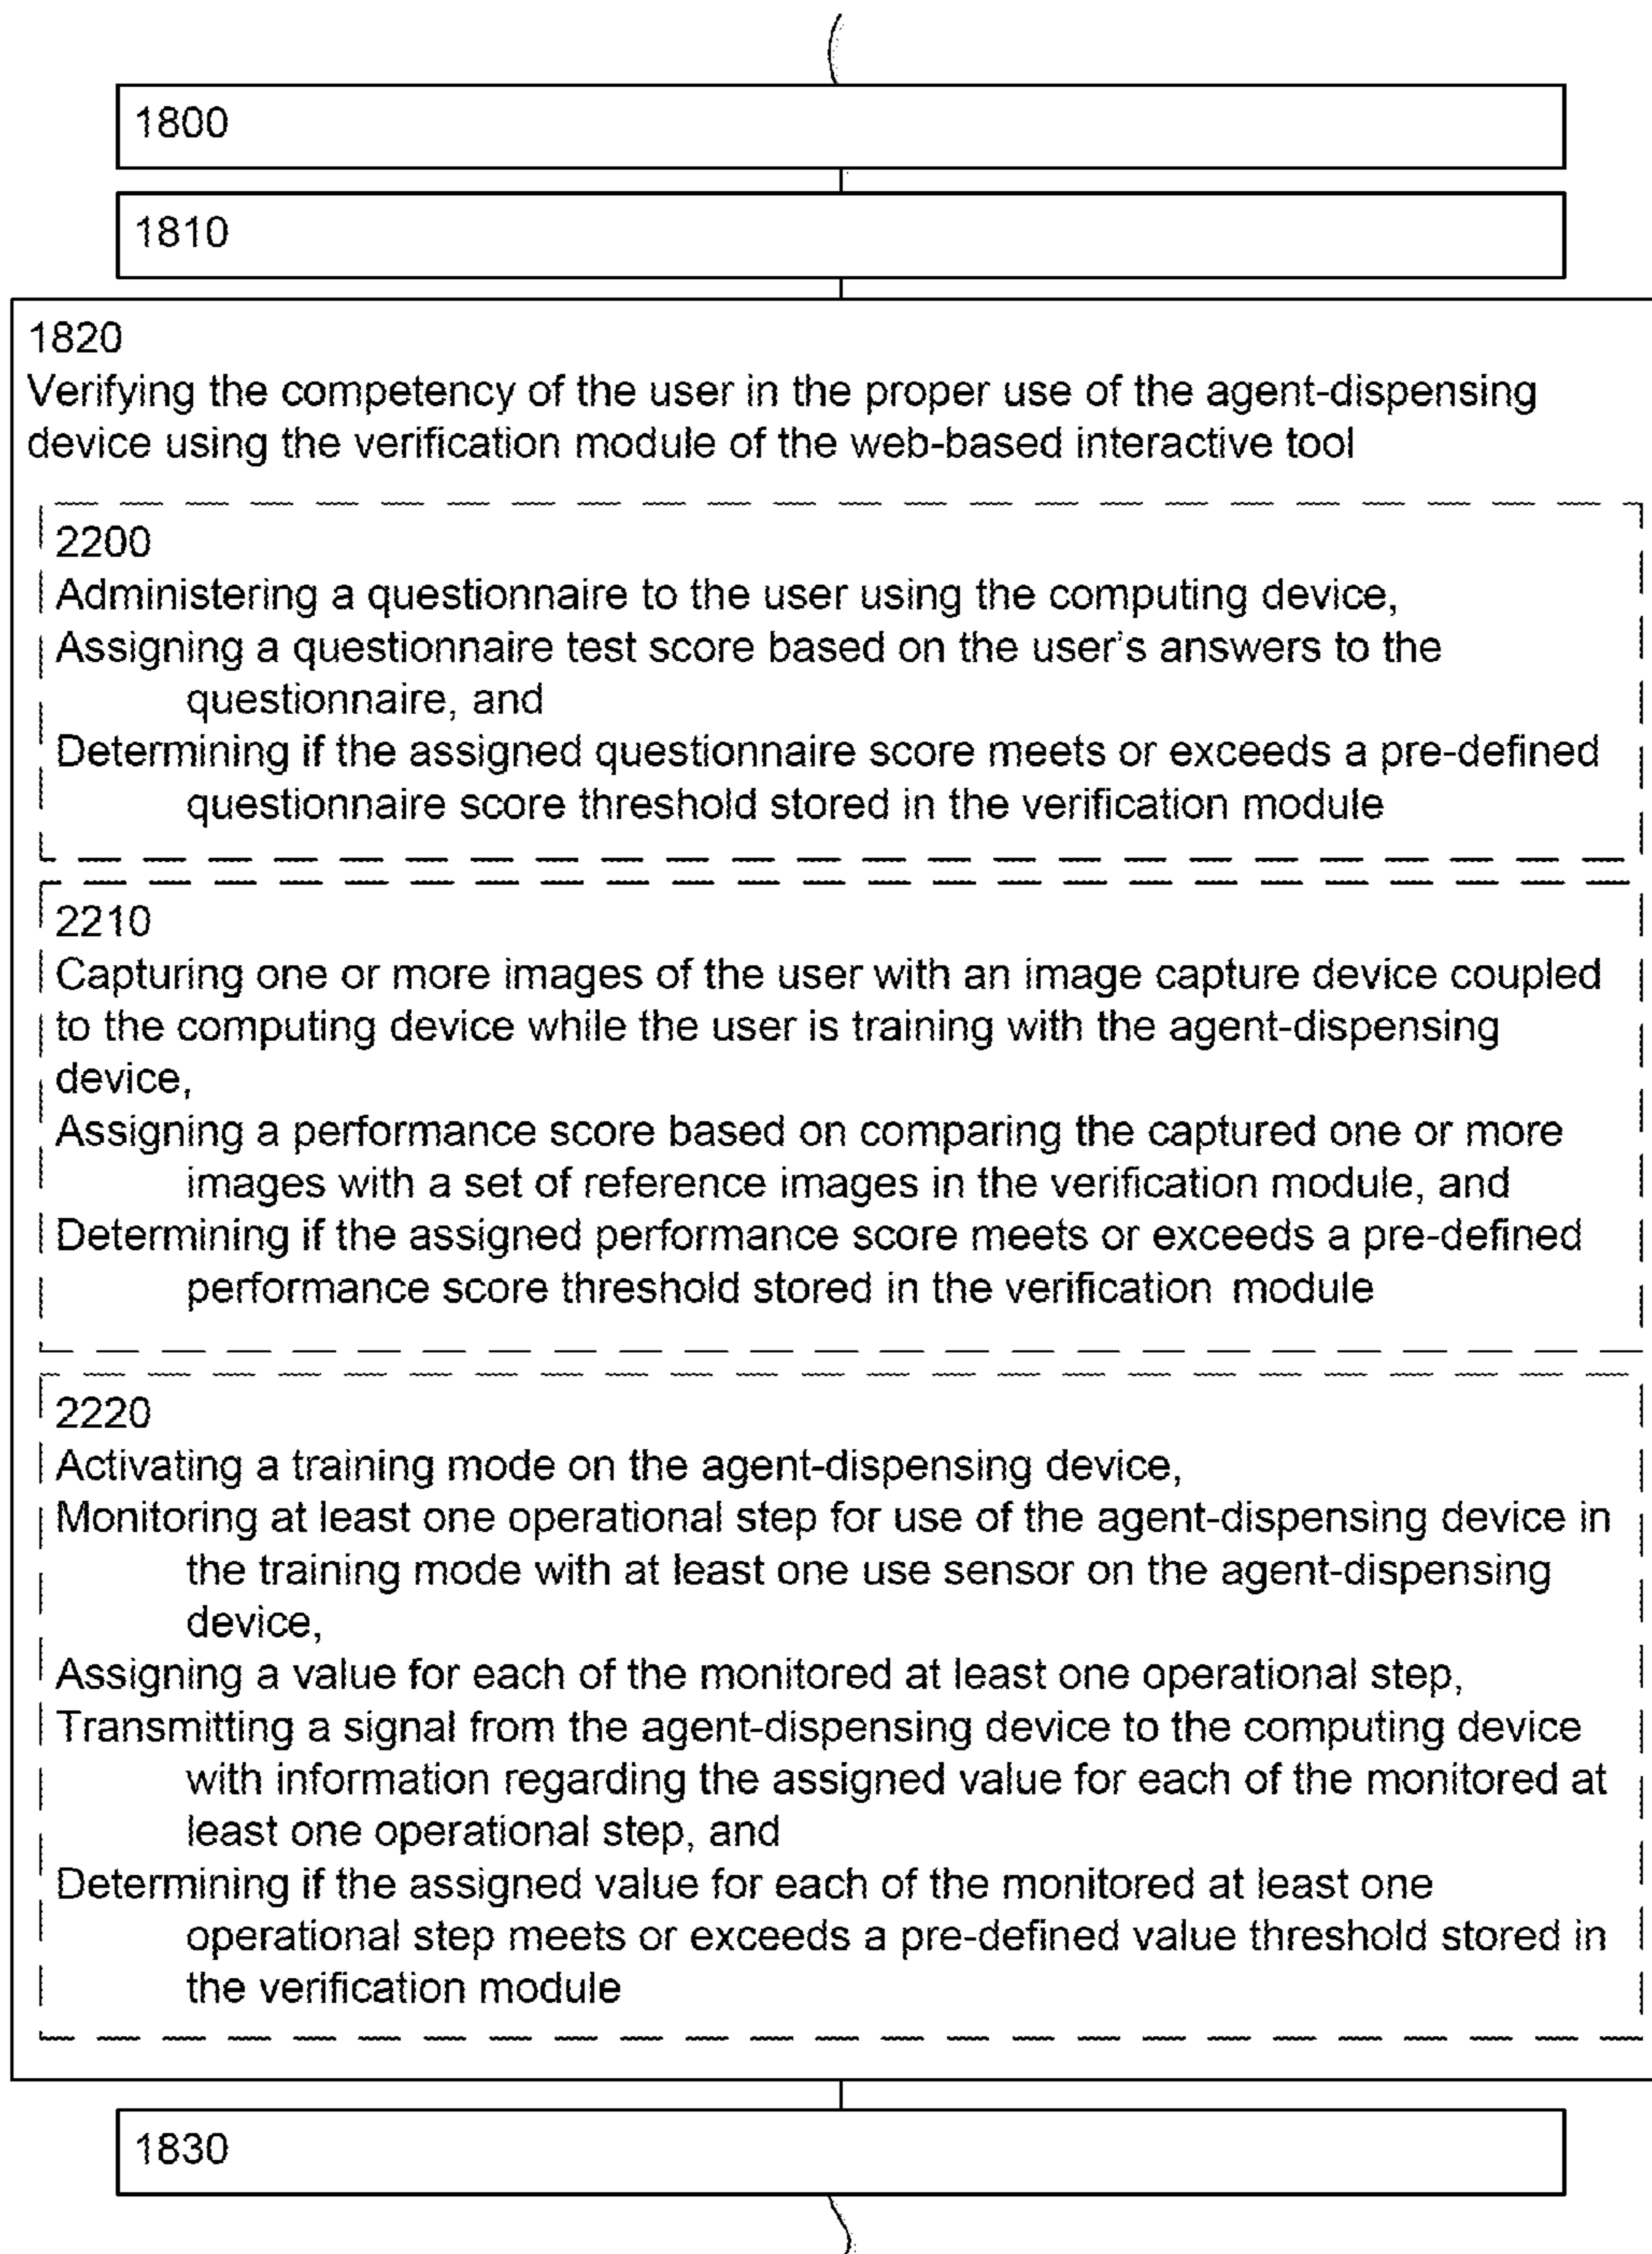 1800
1810
1820
Verifying the competency of the user in the proper use of the agent-dispensing
device using the verification module of the web-based interactive tool
2200
Administering a questionnaire to the user using the computing device,
Assigning a questionnaire test score based on the user's answers to the
questionnaire, and
Determining if the assigned questionnaire score meets or exceeds a pre-defined
questionnaire score threshold stored in the verification module
2210
Capturing one or more images of the user with an image capture device coupled
to the computing device while the user is training with the agent-dispensing
device,
Assigning a performance score based on comparing the captured one or more
images with a set of reference images in the verification module, and
Determining if the assigned performance score meets or exceeds a pre-defined
performance score threshold stored in the verification module
2220
Activating a training mode on the agent-dispensing device,
Monitoring at least one operational step for use of the agent-dispensing device in
the training mode with at least one use sensor on the agent-dispensing
device,
Assigning a value for each of the monitored at least one operational step,
Transmitting a signal from the agent-dispensing device to the computing device
with information regarding the assigned value for each of the monitored at
least one operational step, and
Determining if the assigned value for each of the monitored at least one
operational step meets or exceeds a pre-defined value threshold stored in
the verification module
1830